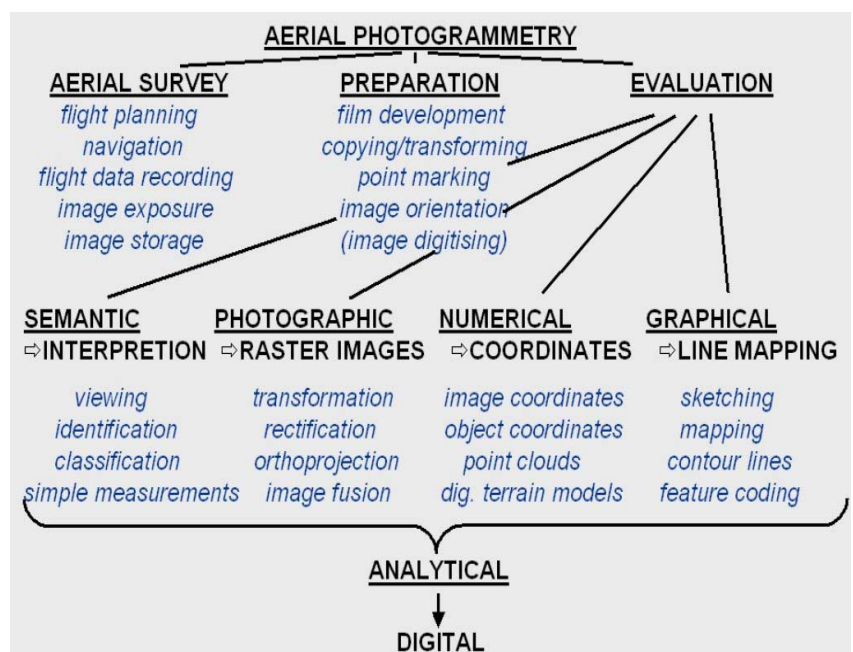 AERIAL PHOTOGRAMMETRY
AERIAL SURVEY
flight planning
navigation
flight data recording
image exposure
image storage
PREPARATION
film development
copying/transforming
point marking
image orientation
(image digitising)
EVALUATION
SEMANTIC
⇨INTERPRETION
viewing
identification
classification
simple measurements
PHOTOGRAPHIC
⇨RASTER IMAGES
transformation
rectification
orthoprojection
image fusion
NUMERICAL
⇨COORDINATES
image coordinates
object coordinates
point clouds
dig. terrain models
GRAPHICAL
⇨LINE MAPPING
sketching
mapping
contour lines
feature coding
ANALYTICAL
DIGITAL